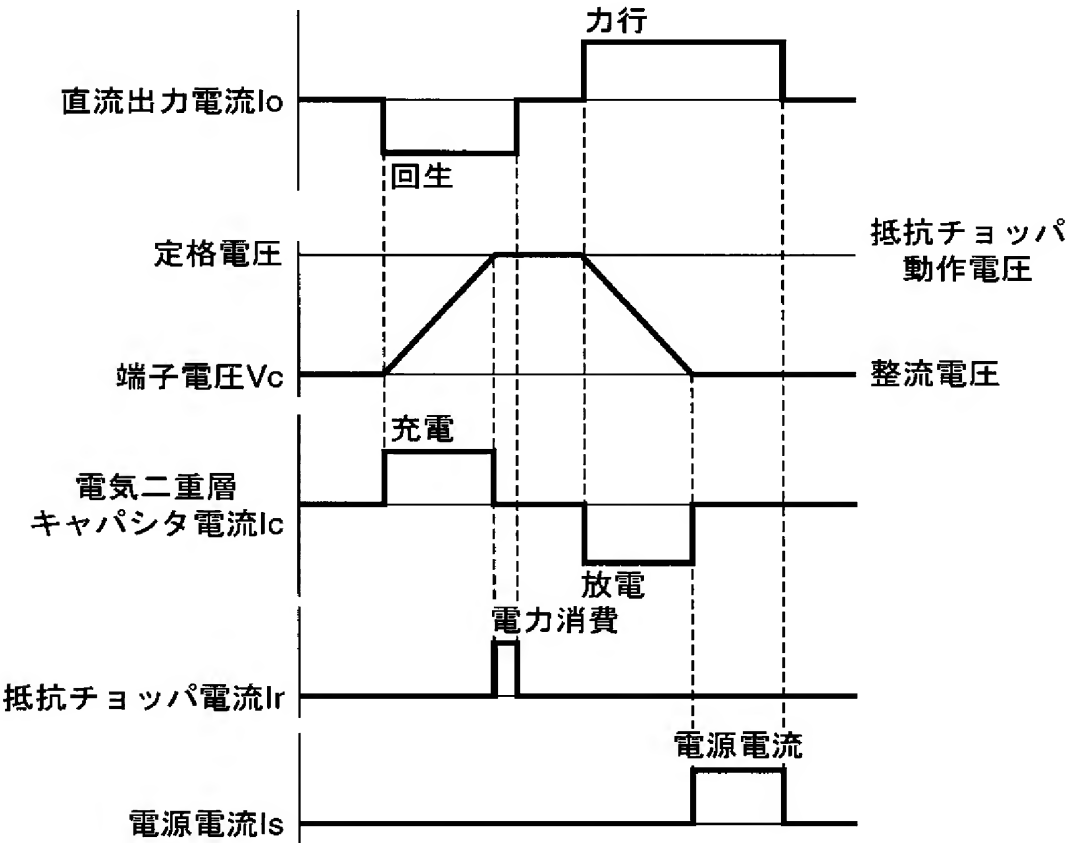 力行
直流出力電流Io
回生
定格電圧
抵抗チョッパ
動作電圧
端子電圧Vc
整流電圧
充電
電気二重層
キャパシタ電流Ic
放電
電力消費
抵抗チョッパ電流Ir
電源電流
電源電流Is